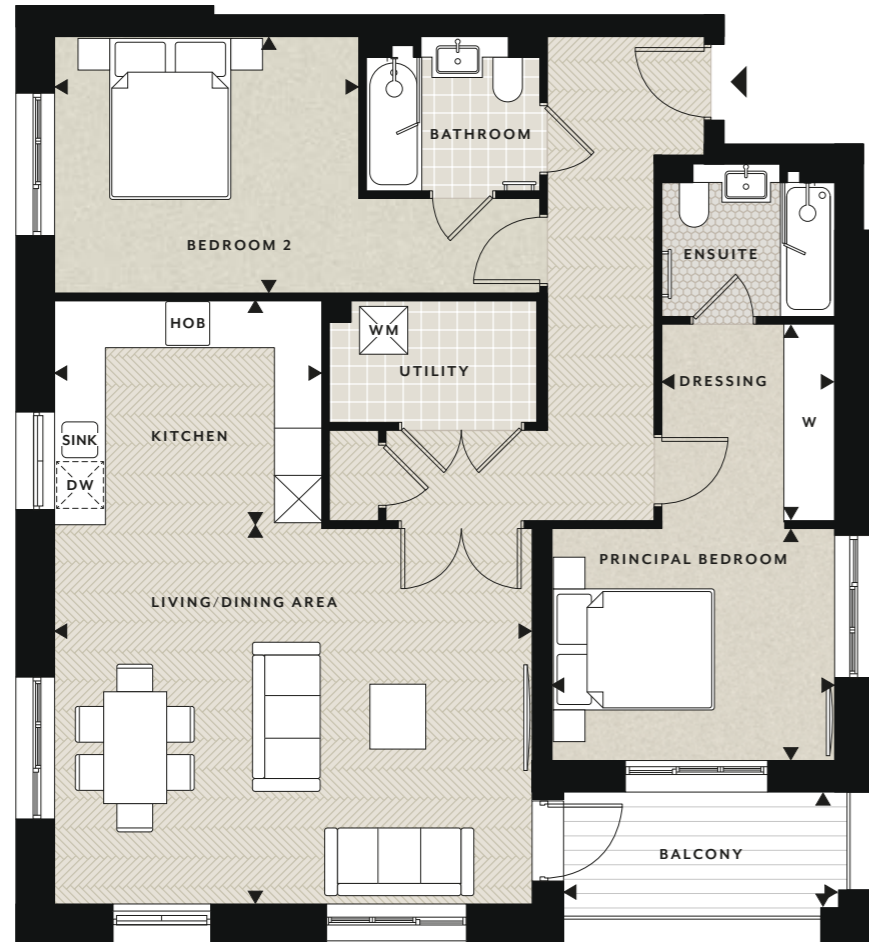 BATHROOM
BEDROOM 2
ENSUITE
HOB
WM
UTILITY
DRESSING
W
KITCHEN
SINK
DW
PRINCIPAL BEDROOM
LIVING/DINING AREA
BALCONY